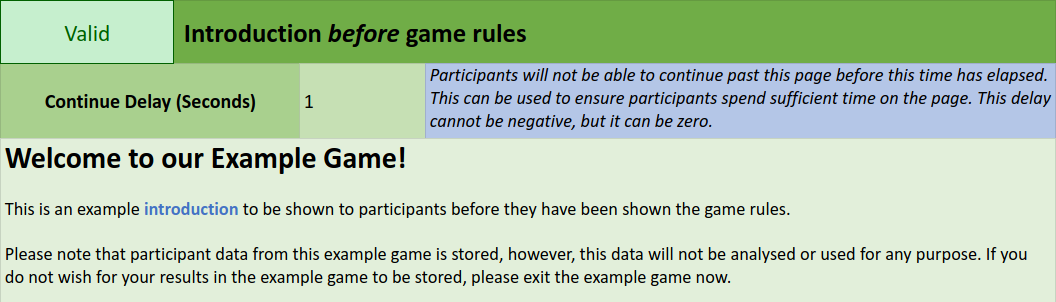 Valid
Introduction before game rules
Continue Delay (Seconds)
1
Participants will not be able to continue past this page before this time has elapsed.
This can be used to ensure participants spend sufficient time on the page. This delay
cannot be negative, but it can be zero.
Welcome to our Example Game!
This is an example introduction to be shown to participants before they have been shown the game rules.
Please note that participant data from this example game is stored, however, this data will not be analysed or used for any purpose. If you
do not wish for your results in the example game to be stored, please exit the example game now.